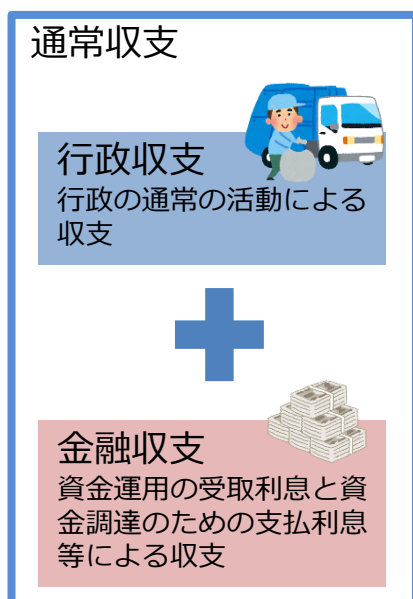 通常収支
行政収支
行政の通常の活動による
収支
金融収支
資金運用の受取利息と資
金調達のための支払利息
等による収支